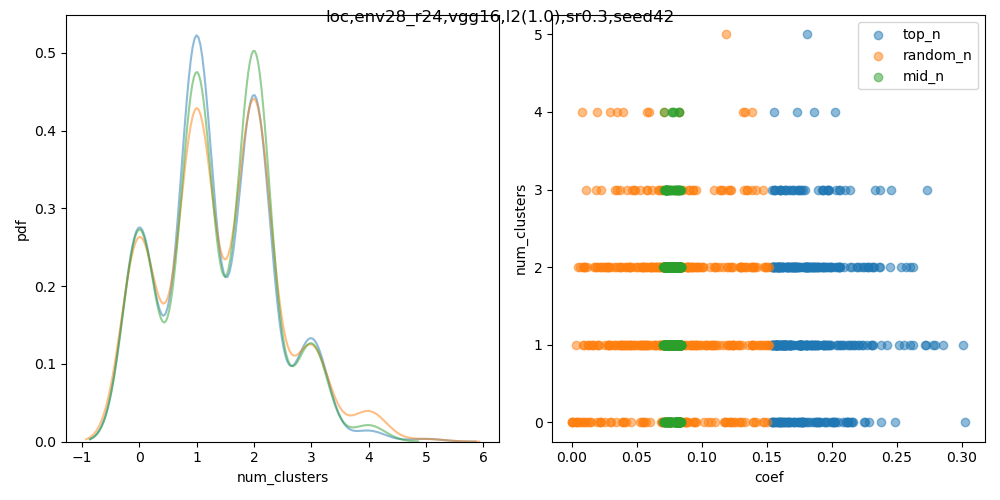 loc,env28_r24,vgg16,l2(1.0),sr0.3,seed42
pdf
0.5
0.4
0.3
0.2
0.1
0.0
−1 0 1 2 3 4 5 6
num_clusters
num_clusters
5
4
3
2
1
0
0.00 0.05 0.10 0.15 0.20 0.25 0.30
coef
top_n
random_n
mid_n